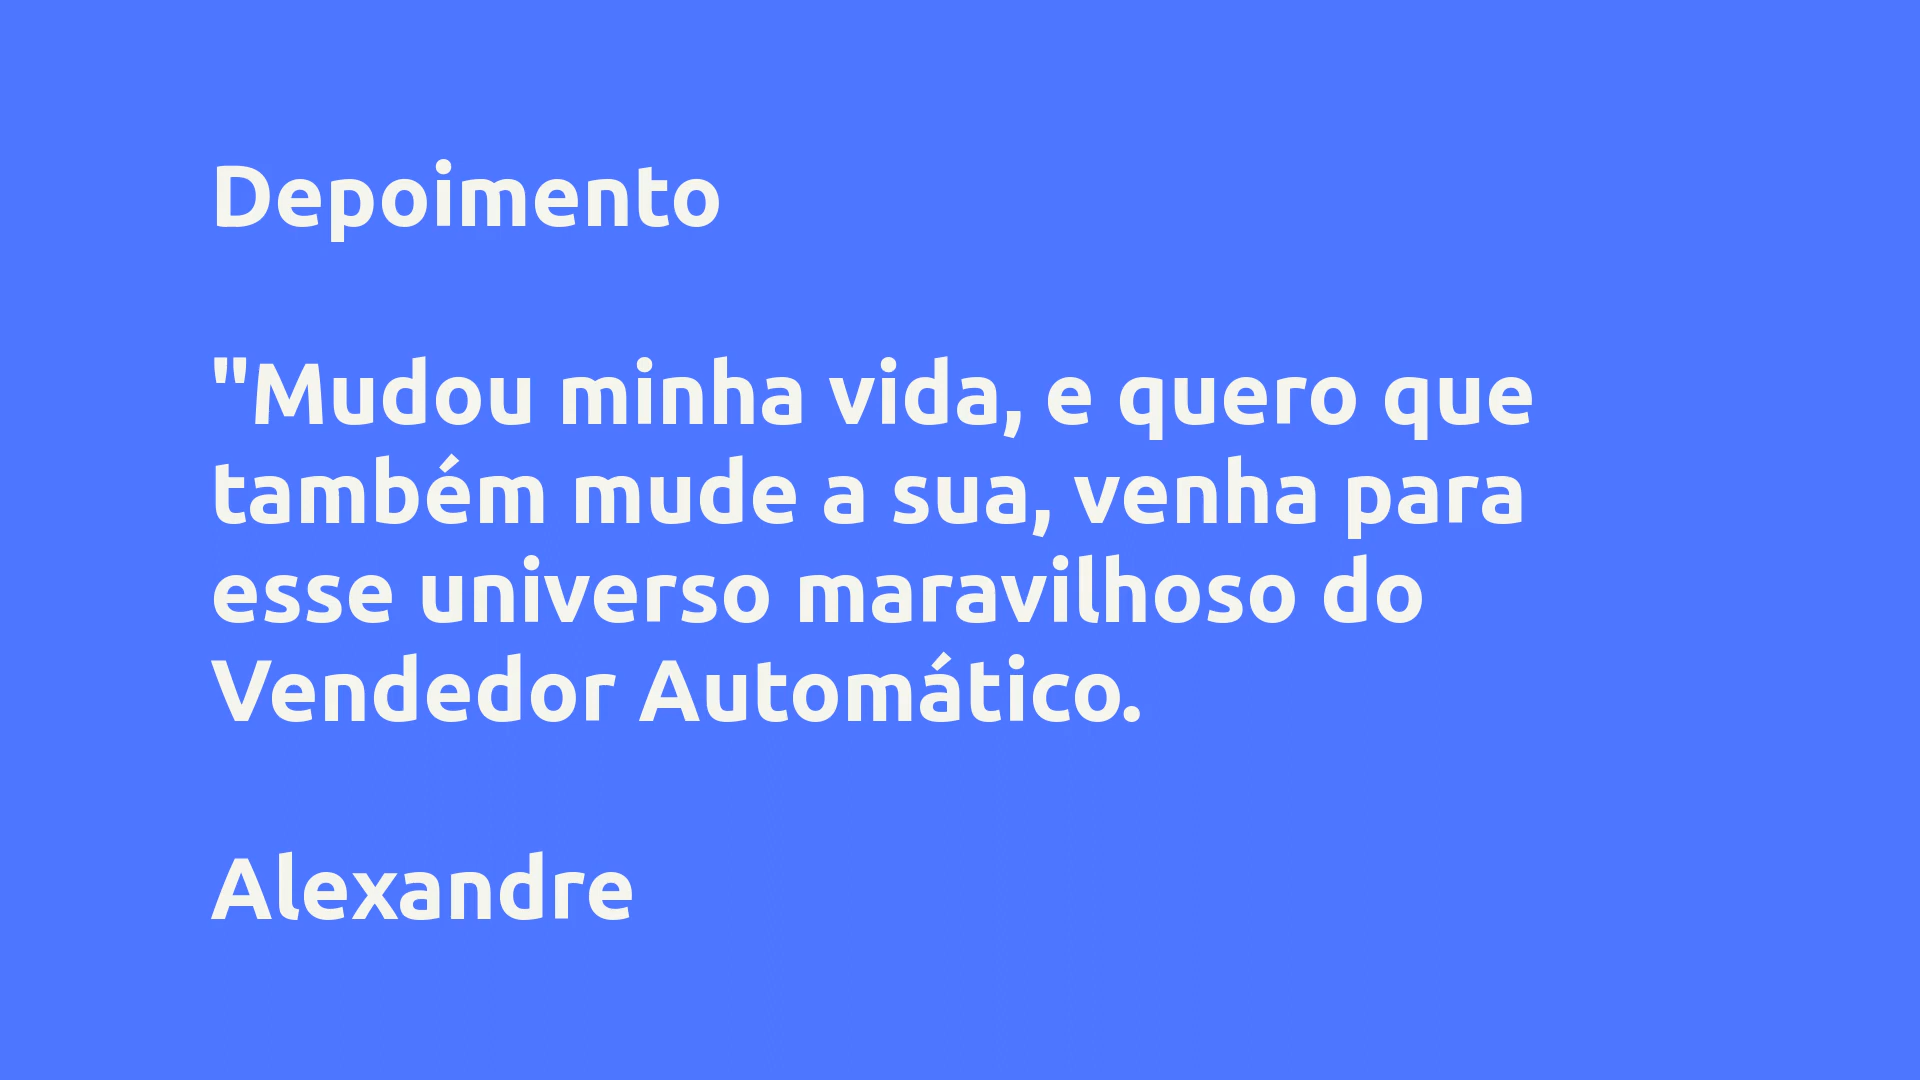 Depoimento
"Mudou minha vida, e quero que
também mude a sua, venha para
esse universo maravilhoso do
Vendedor Automático.
Alexandre